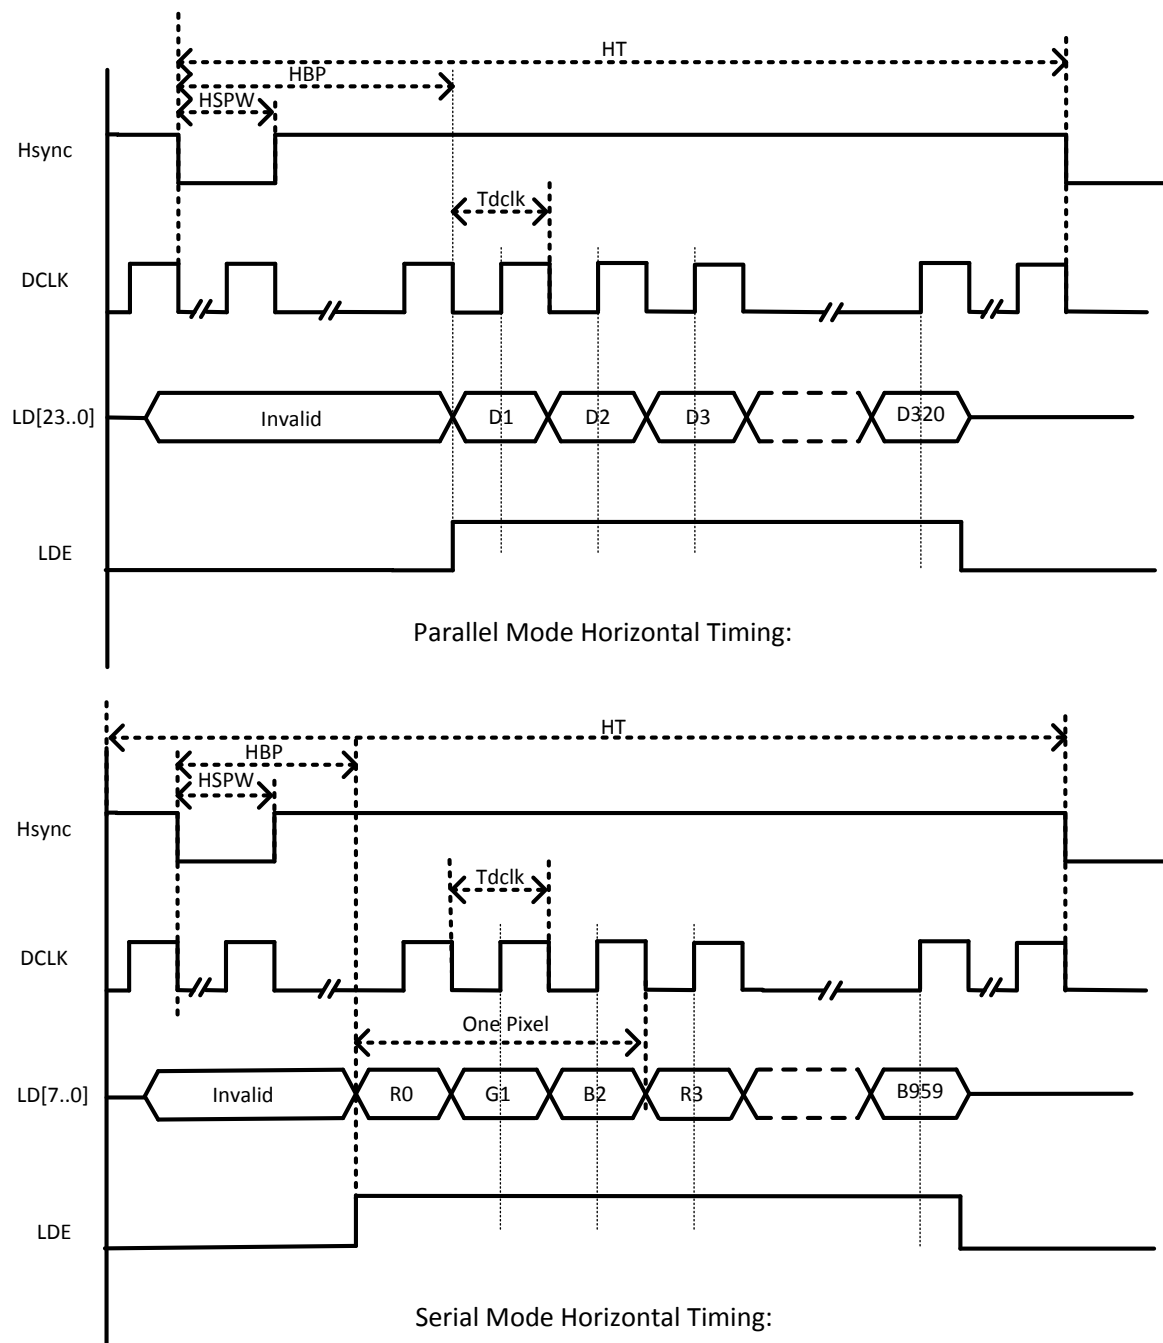 HT
HBP
HSPW
Hsync
Tdclk
DCLK
LD[23..0]
Invalid
D1
D2
D3
D320
LDE
Parallel Mode Horizontal Timing:
HT
HBP
HSPW
Hsync
Tdclk
DCLK
One Pixel
LD[7..0]
Invalid
R0
G1
B2
R3
B959
LDE
Serial Mode Horizontal Timing: